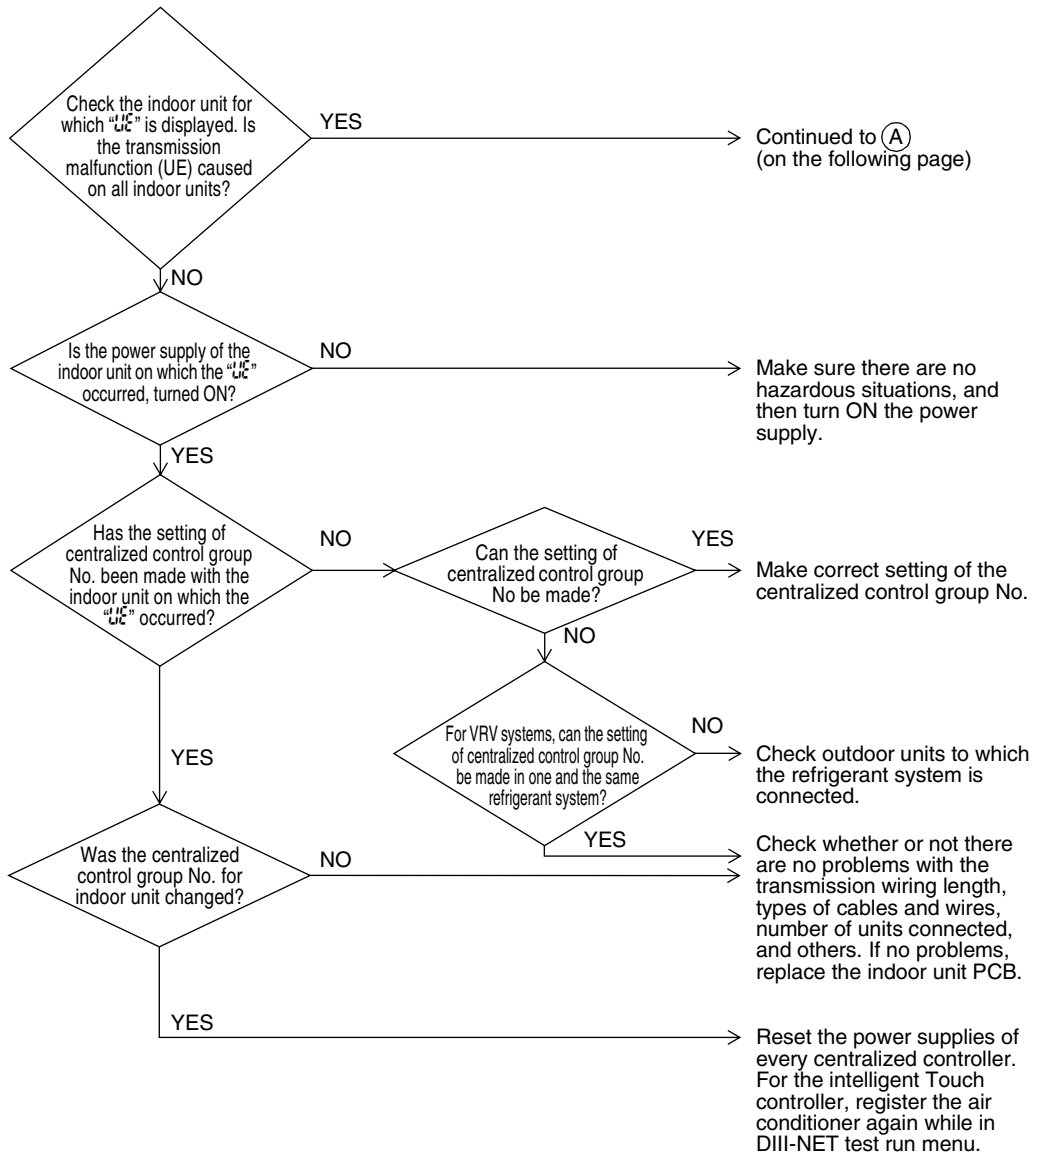 Check the indoor unit for
which "UE" is displayed. Is
the transmission
malfunction (UE) caused
on all indoor units?
YES
Continued to A
(on the following page)
NO
Is the power supply of the
indoor unit on which the "UE"
occurred, turned ON?
NO
Make sure there are no
hazardous situations, and
then turn ON the power
supply.
YES
Has the setting of
centralized control group
No. been made with the
indoor unit on which the
"UE" occurred?
NO
Can the setting of
centralized control group
No be made?
YES
Make correct setting of the
centralized control group No.
NO
For VRV systems, can the setting
of centralized control group No.
be made in one and the same
refrigerant system?
NO
Check outdoor units to which
the refrigerant system is
connected.
YES
YES
Was the centralized
control group No. for
indoor unit changed?
NO
Check whether or not there
are no problems with the
transmission wiring length,
types of cables and wires,
number of units connected,
and others. If no problems,
replace the indoor unit PCB.
YES
Reset the power supplies of
every centralized controller.
For the intelligent Touch
controller, register the air
conditioner again while in
DIII-NET test run menu.